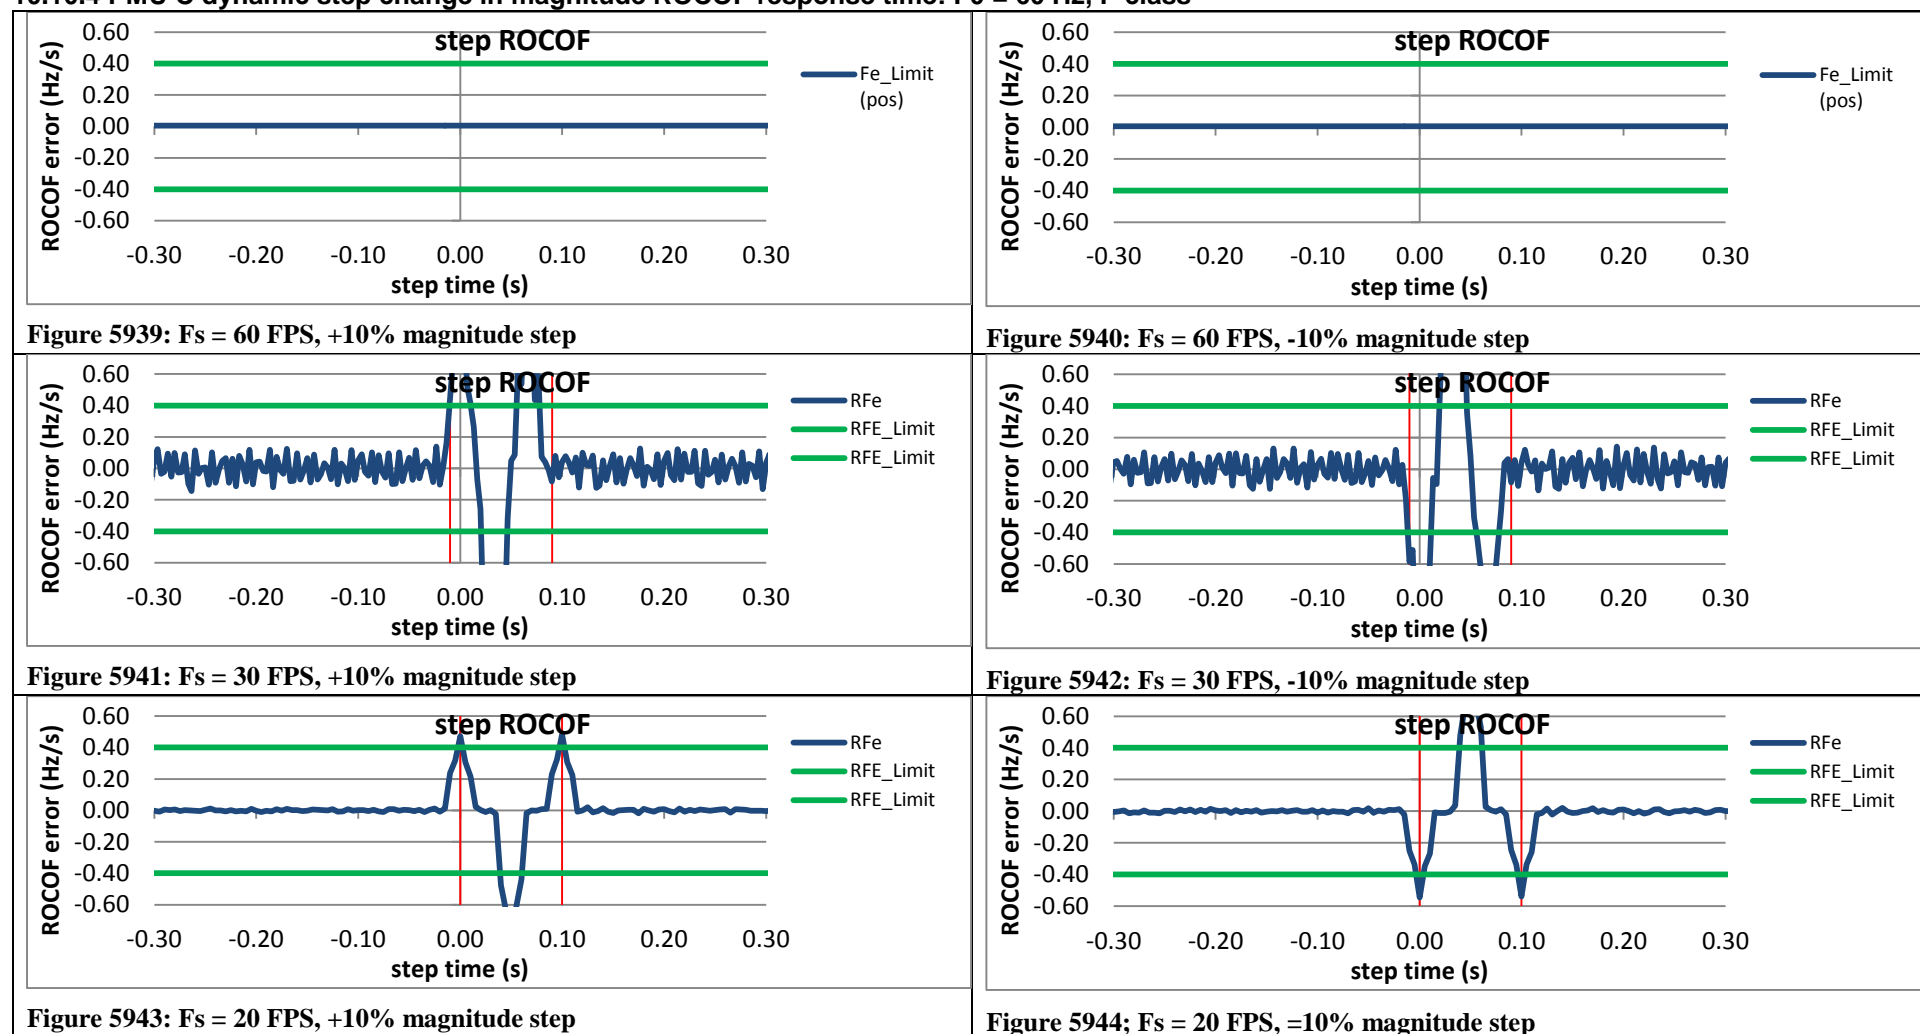 step ROCOF
ROCOF error (Hz/s)
0.60
0.40
0.20
0.00
-0.20
-0.40
-0.60
-0.30 -0.20 -0.10 0.00 0.10 0.20 0.30
step time (s)
Fe_Limit
(pos)
Figure 5939: Fs = 60 FPS, +10% magnitude step
step ROCOF
ROCOF error (Hz/s)
0.60
0.40
0.20
0.00
-0.20
-0.40
-0.60
-0.30 -0.20 -0.10 0.00 0.10 0.20 0.30
step time (s)
Fe_Limit
(pos)
Figure 5940: Fs = 60 FPS, -10% magnitude step
step ROCOF
ROCOF error (Hz/s)
0.60
0.40
0.20
0.00
-0.20
-0.40
-0.60
-0.30 -0.20 -0.10 0.00 0.10 0.20 0.30
step time (s)
RFe
RFE_Limit
RFE_Limit
Figure 5941: Fs = 30 FPS, +10% magnitude step
step ROCOF
ROCOF error (Hz/s)
0.60
0.40
0.20
0.00
-0.20
-0.40
-0.60
-0.30 -0.20 -0.10 0.00 0.10 0.20 0.30
step time (s)
RFe
RFE_Limit
RFE_Limit
Figure 5942: Fs = 30 FPS, -10% magnitude step
step ROCOF
ROCOF error (Hz/s)
0.60
0.40
0.20
0.00
-0.20
-0.40
-0.60
-0.30 -0.20 -0.10 0.00 0.10 0.20 0.30
step time (s)
RFe
RFE_Limit
RFE_Limit
Figure 5943: Fs = 20 FPS, +10% magnitude step
step ROCOF
ROCOF error (Hz/s)
0.60
0.40
0.20
0.00
-0.20
-0.40
-0.60
-0.30 -0.20 -0.10 0.00 0.10 0.20 0.30
step time (s)
RFe
RFE_Limit
RFE_Limit
Figure 5944; Fs = 20 FPS, =10% magnitude step